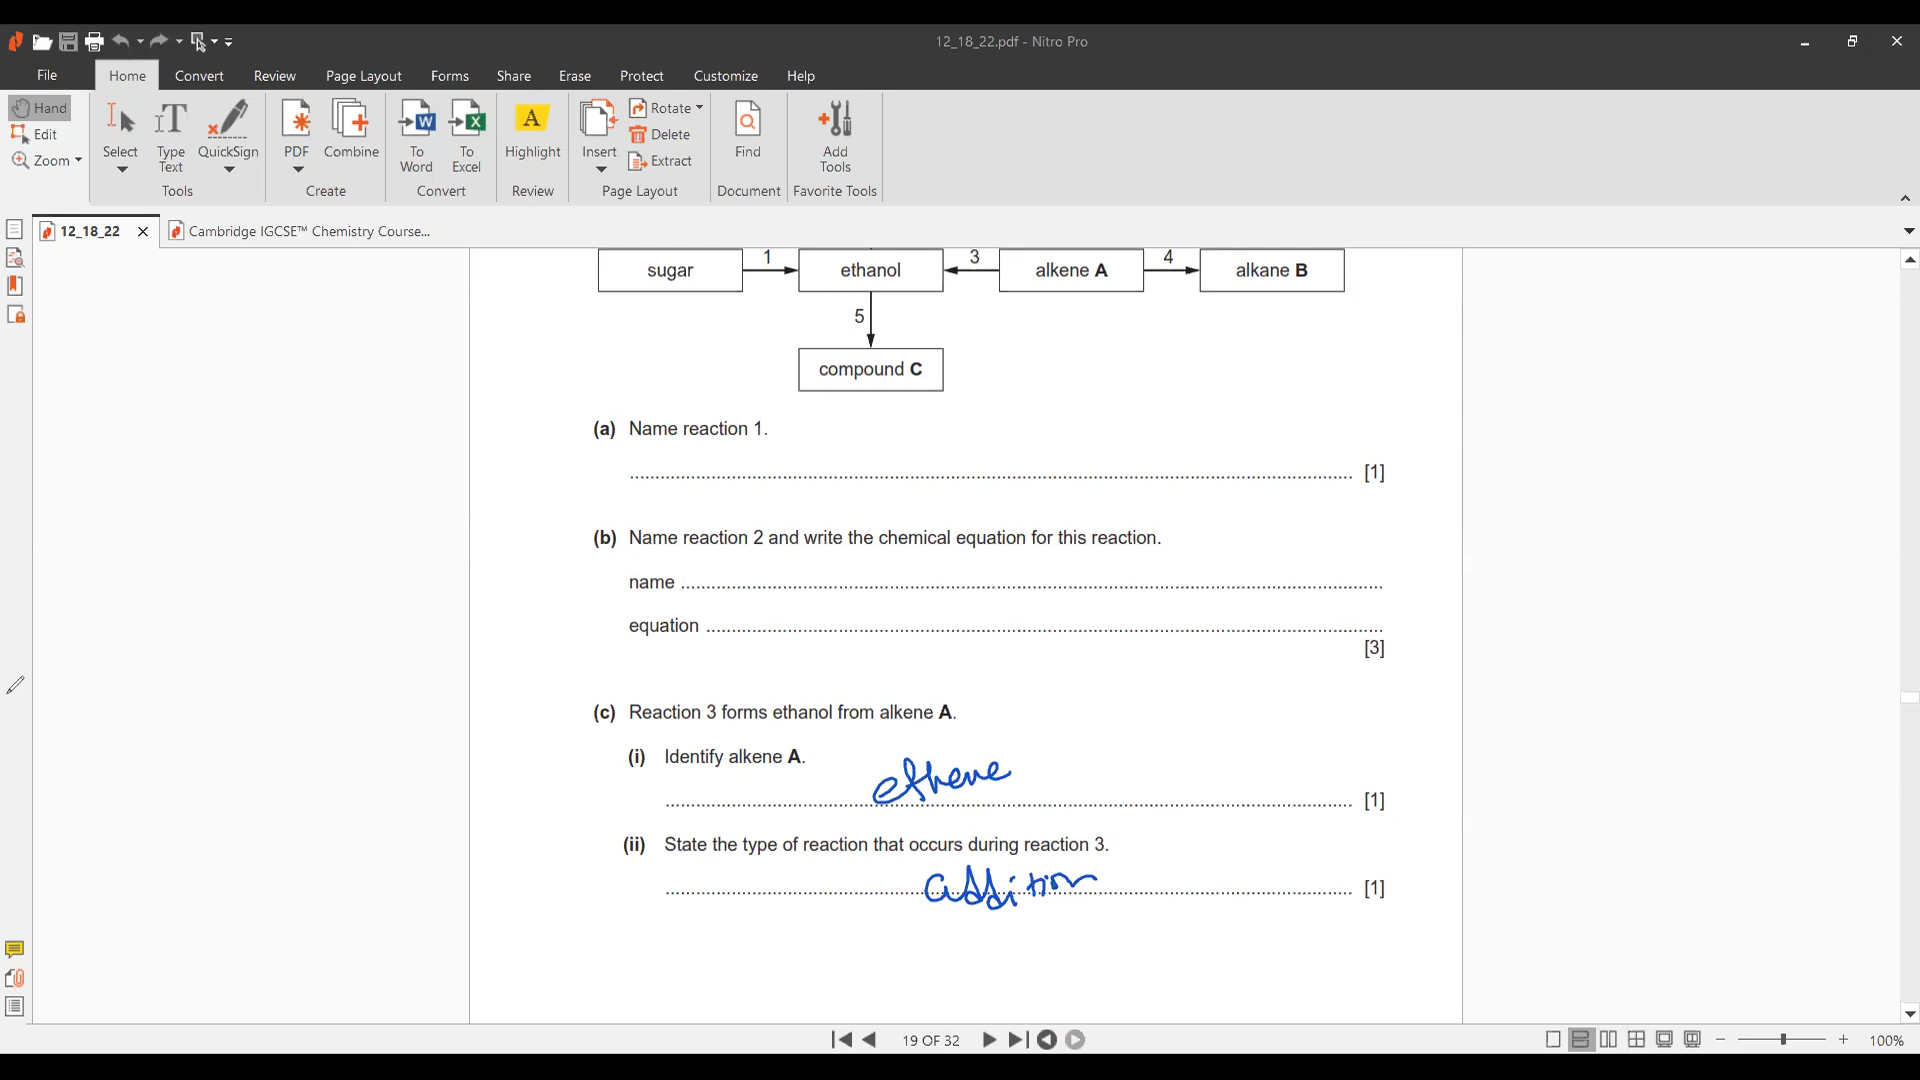 12_18_22.pdf - Nitro Pro
File Home Convert Review Page Layout Forms Share Erase Protect Customize Help
Hand
Edit
Zoom
Select
Type Text
QuickSign
Tools
PDF
Combine
Create
To Word
To Excel
Convert
Highlight
Review
Insert
Rotate
Delete
Extract
Page Layout
Find
Document
Add Tools
Favorite Tools
12_18_22
Cambridge IGCSE™ Chemistry Course...
sugar 1 ethanol 3 alkene A 4 alkane B
5
compound C
(a) Name reaction 1.
[1]
(b) Name reaction 2 and write the chemical equation for this reaction.
name
equation
[3]
(c) Reaction 3 forms ethanol from alkene A.
(i) Identify alkene A.
ethene
[1]
(ii) State the type of reaction that occurs during reaction 3.
addition
[1]
19 OF 32
100%